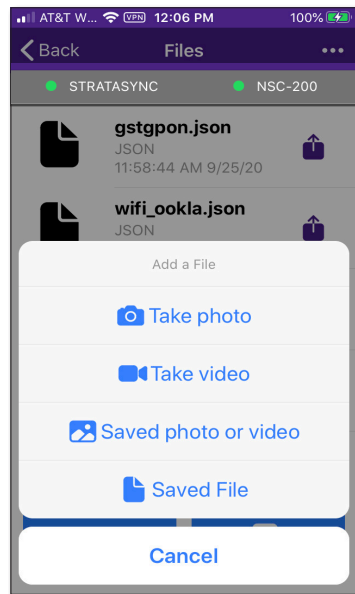 AT&T W... VPN 12:06 PM 100%
Back Files
STRATASYNC NSC-200
gstgpon.json
JSON
11:58:44 AM 9/25/20
wifi_ookla.json
JSON
Add a File
Take photo
Take video
Saved photo or video
Saved File
Cancel